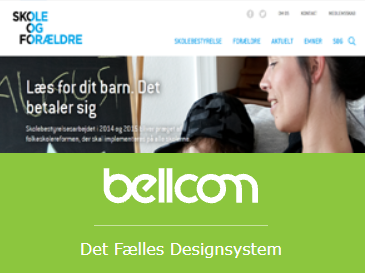 SKOLE
OG
FORÆLDRE
OM OS KONTAKT
SKOLEBESTYRELSE FORÆLDRE AKTUELT EMNER SØG
AUGUST
Læs for dit barn. Det
betaler sig
Skolebestyrelsesarbejdet i 2014 og 2015 bliver præget af
folkeskolereformen, der skal implementeres på alle skolerne.
bellcom
Det Fælles Designsystem